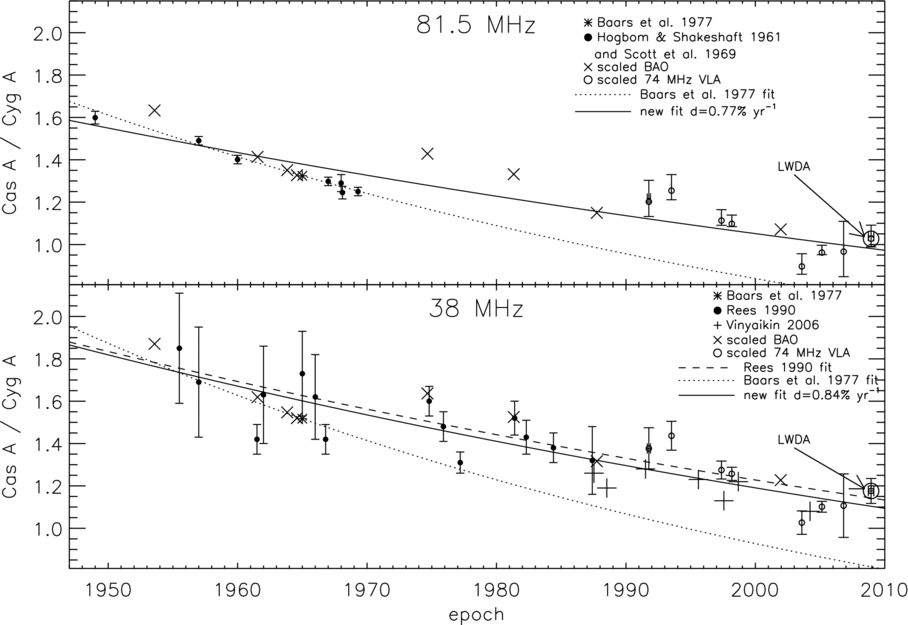 81.5 MHz
Baars et al. 1977
Hogbom & Shakeshaft 1961
and Scott et al. 1969
scaled BAO
scaled 74 MHz VLA
Baars et al. 1977 fit
new fit d=0.77% yr⁻¹
LWDA
Cas A / Cyg A
2.0
1.8
1.6
1.4
1.2
1.0
38 MHz
Baars et al. 1977
Rees 1990
Vinyaikin 2006
scaled BAO
scaled 74 MHz VLA
Rees 1990 fit
Baars et al. 1977 fit
new fit d=0.84% yr⁻¹
LWDA
Cas A / Cyg A
2.0
1.8
1.6
1.4
1.2
1.0
1950 1960 1970 1980 1990 2000 2010
epoch